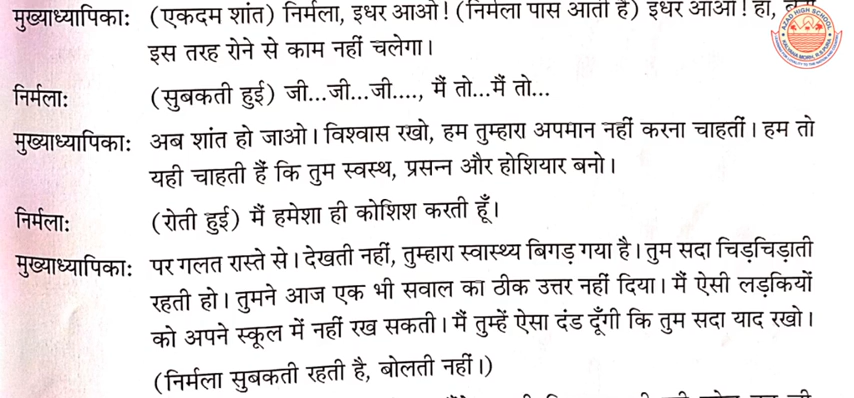 मुख्याध्यापिका: (एकदम शांत) निर्मला, इधर आओ! (निर्मला पास आती है) इधर आओ! हाँ,
इस तरह रोने से काम नहीं चलेगा।
निर्मला: (सुबकती हुई) जी...जी...जी...., मैं तो...मैं तो...
मुख्याध्यापिका: अब शांत हो जाओ। विश्वास रखो, हम तुम्हारा अपमान नहीं करना चाहतीं। हम तो
यही चाहती हैं कि तुम स्वस्थ, प्रसन्न और होशियार बनो।
निर्मला: (रोती हुई) मैं हमेशा ही कोशिश करती हूँ।
मुख्याध्यापिका: पर गलत रास्ते से। देखती नहीं, तुम्हारा स्वास्थ्य बिगड़ गया है। तुम सदा चिड़चिड़ाती
रहती हो। तुमने आज एक भी सवाल का ठीक उत्तर नहीं दिया। मैं ऐसी लड़कियों
को अपने स्कूल में नहीं रख सकती। मैं तुम्हें ऐसा दंड दूँगी कि तुम सदा याद रखो।
(निर्मला सुबकती रहती है, बोलती नहीं।)
AZAD HIGH SCHOOL